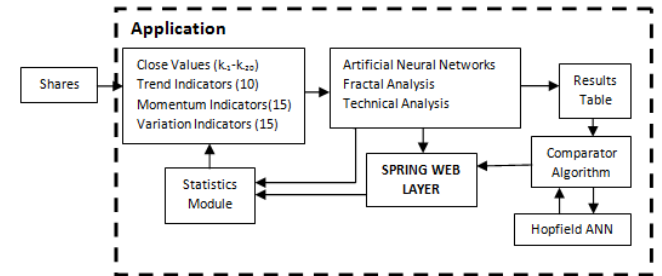 Application
Shares
Close Values (k-1-k-20)
Trend Indicators (10)
Momentum Indicators(15)
Variation Indicators (15)
Artificial Neural Networks
Fractal Analysis
Technical Analysis
Results
Table
Statistics
Module
SPRING WEB
LAYER
Comparator
Algorithm
Hopfield ANN